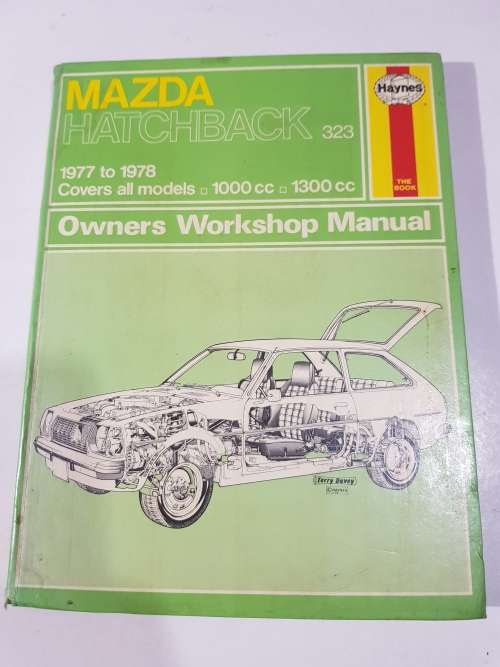 MAZDA
HATCHBACK 323
1977 to 1978
Covers all models □ 1000 cc □ 1300 cc
Haynes
THE
BOOK
Owners Workshop Manual
Terry Davey